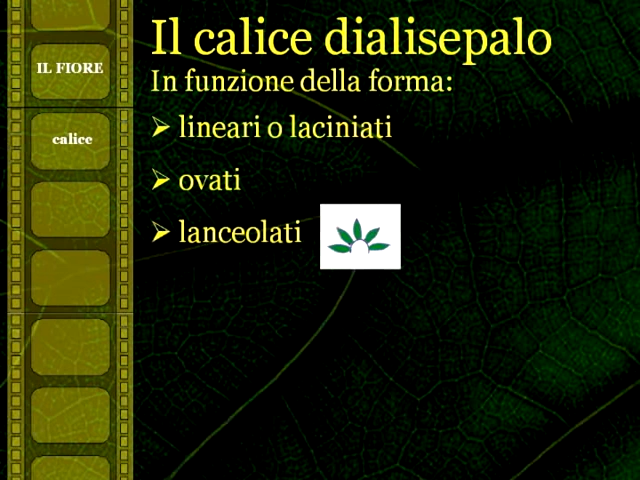 Il calice dialisepalo
In funzione della forma:
IL FIORE
➢ lineari o laciniati
calice
➢ ovati
➢ lanceolati